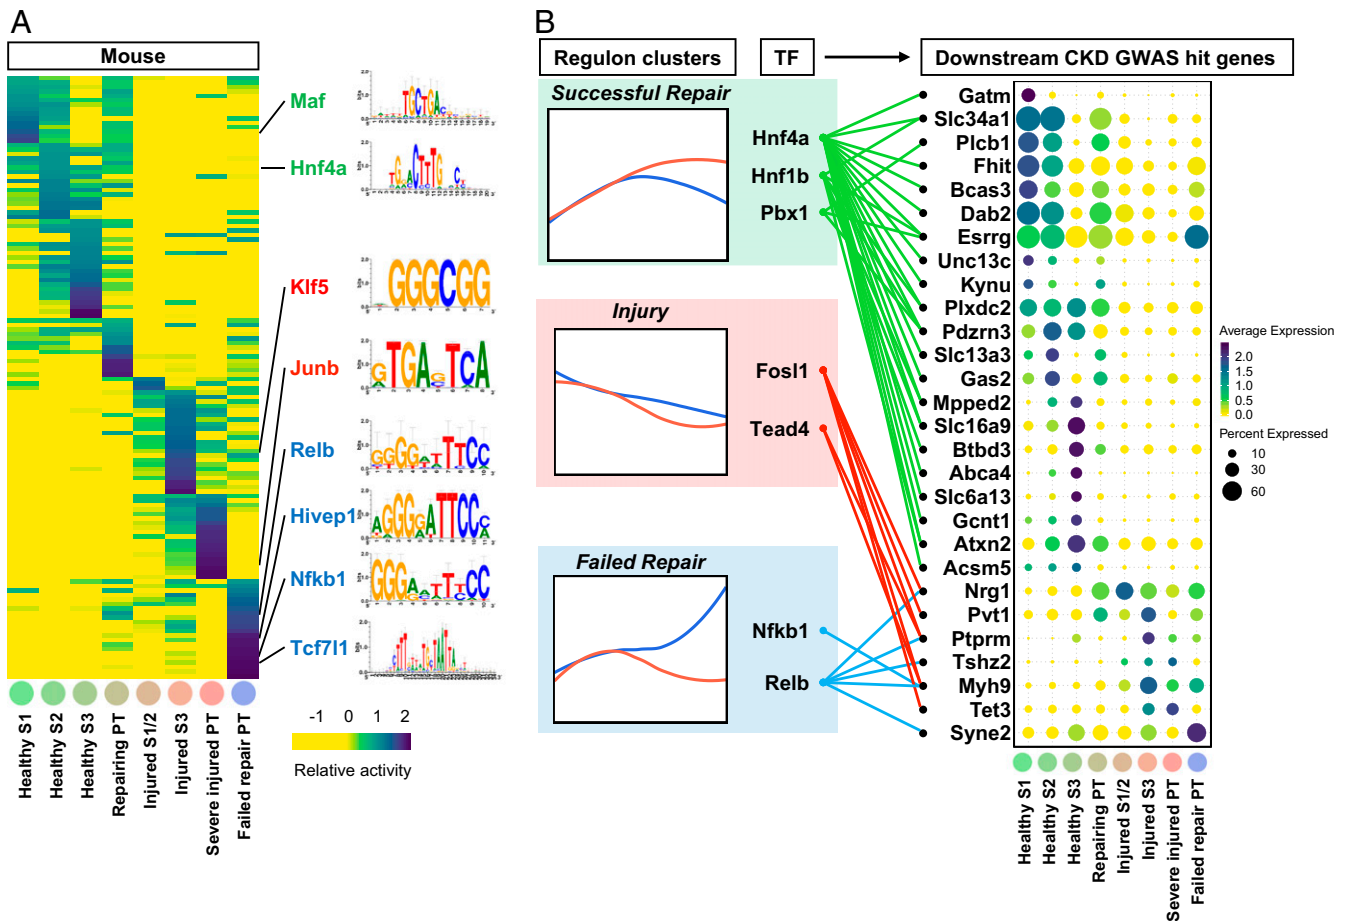 A
Mouse
Maf
Hnf4a
Klf5
Junb
Relb
Hivep1
Nfkb1
Tcf7l1
Healthy S1
Healthy S2
Healthy S3
Repairing PT
Injured S1/2
Injured S3
Severe injured PT
Failed repair PT
-1 0 1 2
Relative activity
B
Regulon clusters
TF
Downstream CKD GWAS hit genes
Successful Repair
Hnf4a
Hnf1b
Pbx1
Injury
Fosl1
Tead4
Failed Repair
Nfkb1
Relb
Gatm
Slc34a1
Plcb1
Fhit
Bcas3
Dab2
Esrrg
Unc13c
Kynu
Plxdc2
Pdzrn3
Slc13a3
Gas2
Mpped2
Slc16a9
Btbd3
Abca4
Slc6a13
Gcnt1
Atxn2
Acsm5
Nrg1
Pvt1
Ptprm
Tshz2
Myh9
Tet3
Syne2
Healthy S1
Healthy S2
Healthy S3
Repairing PT
Injured S1/2
Injured S3
Severe injured PT
Failed repair PT
Average Expression
2.0
1.5
1.0
0.5
0.0
Percent Expressed
10
30
60